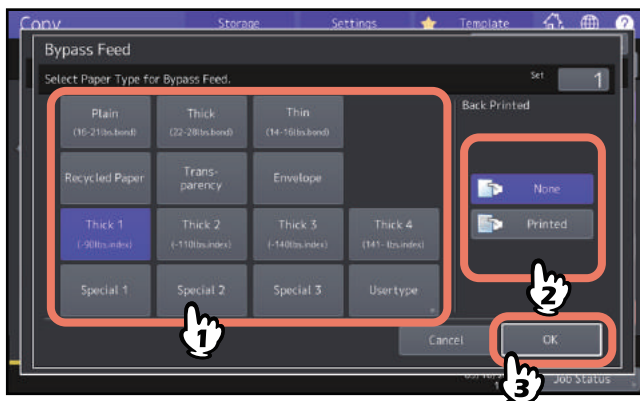 Copy
Storage
Settings
Template
?
Bypass Feed
Select Paper Type for Bypass Feed.
Set
1
Plain
(16-21lbs.bond)
Thick
(22-28lbs.bond)
Thin
(14-16lbs.bond)
Back Printed
Recycled Paper
Trans-
parency
Envelope
None
Thick 1
(-90lbs.index)
Thick 2
(-110lbs.index)
Thick 3
(-140lbs.index)
Thick 4
(141- lbs.index)
Printed
Special 1
Special 2
Special 3
Usertype
1
2
Cancel
OK
3
Job Status